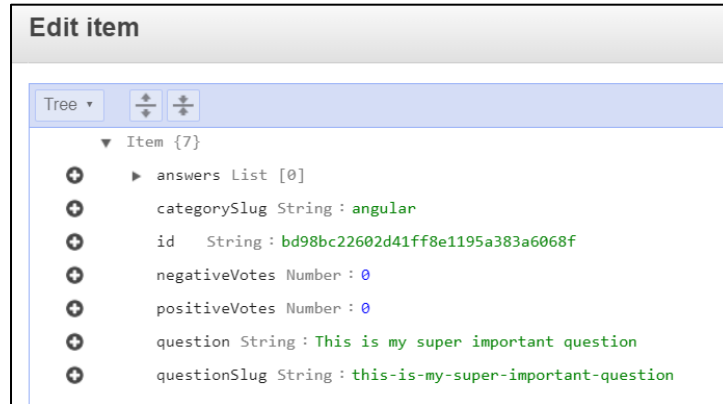 Edit item
Tree
Item {7}
answers List [0]
categorySlug String : angular
id String : bd98bc22602d41ff8e1195a383a6068f
negativeVotes Number : 0
positiveVotes Number : 0
question String : This is my super important question
questionSlug String : this-is-my-super-important-question